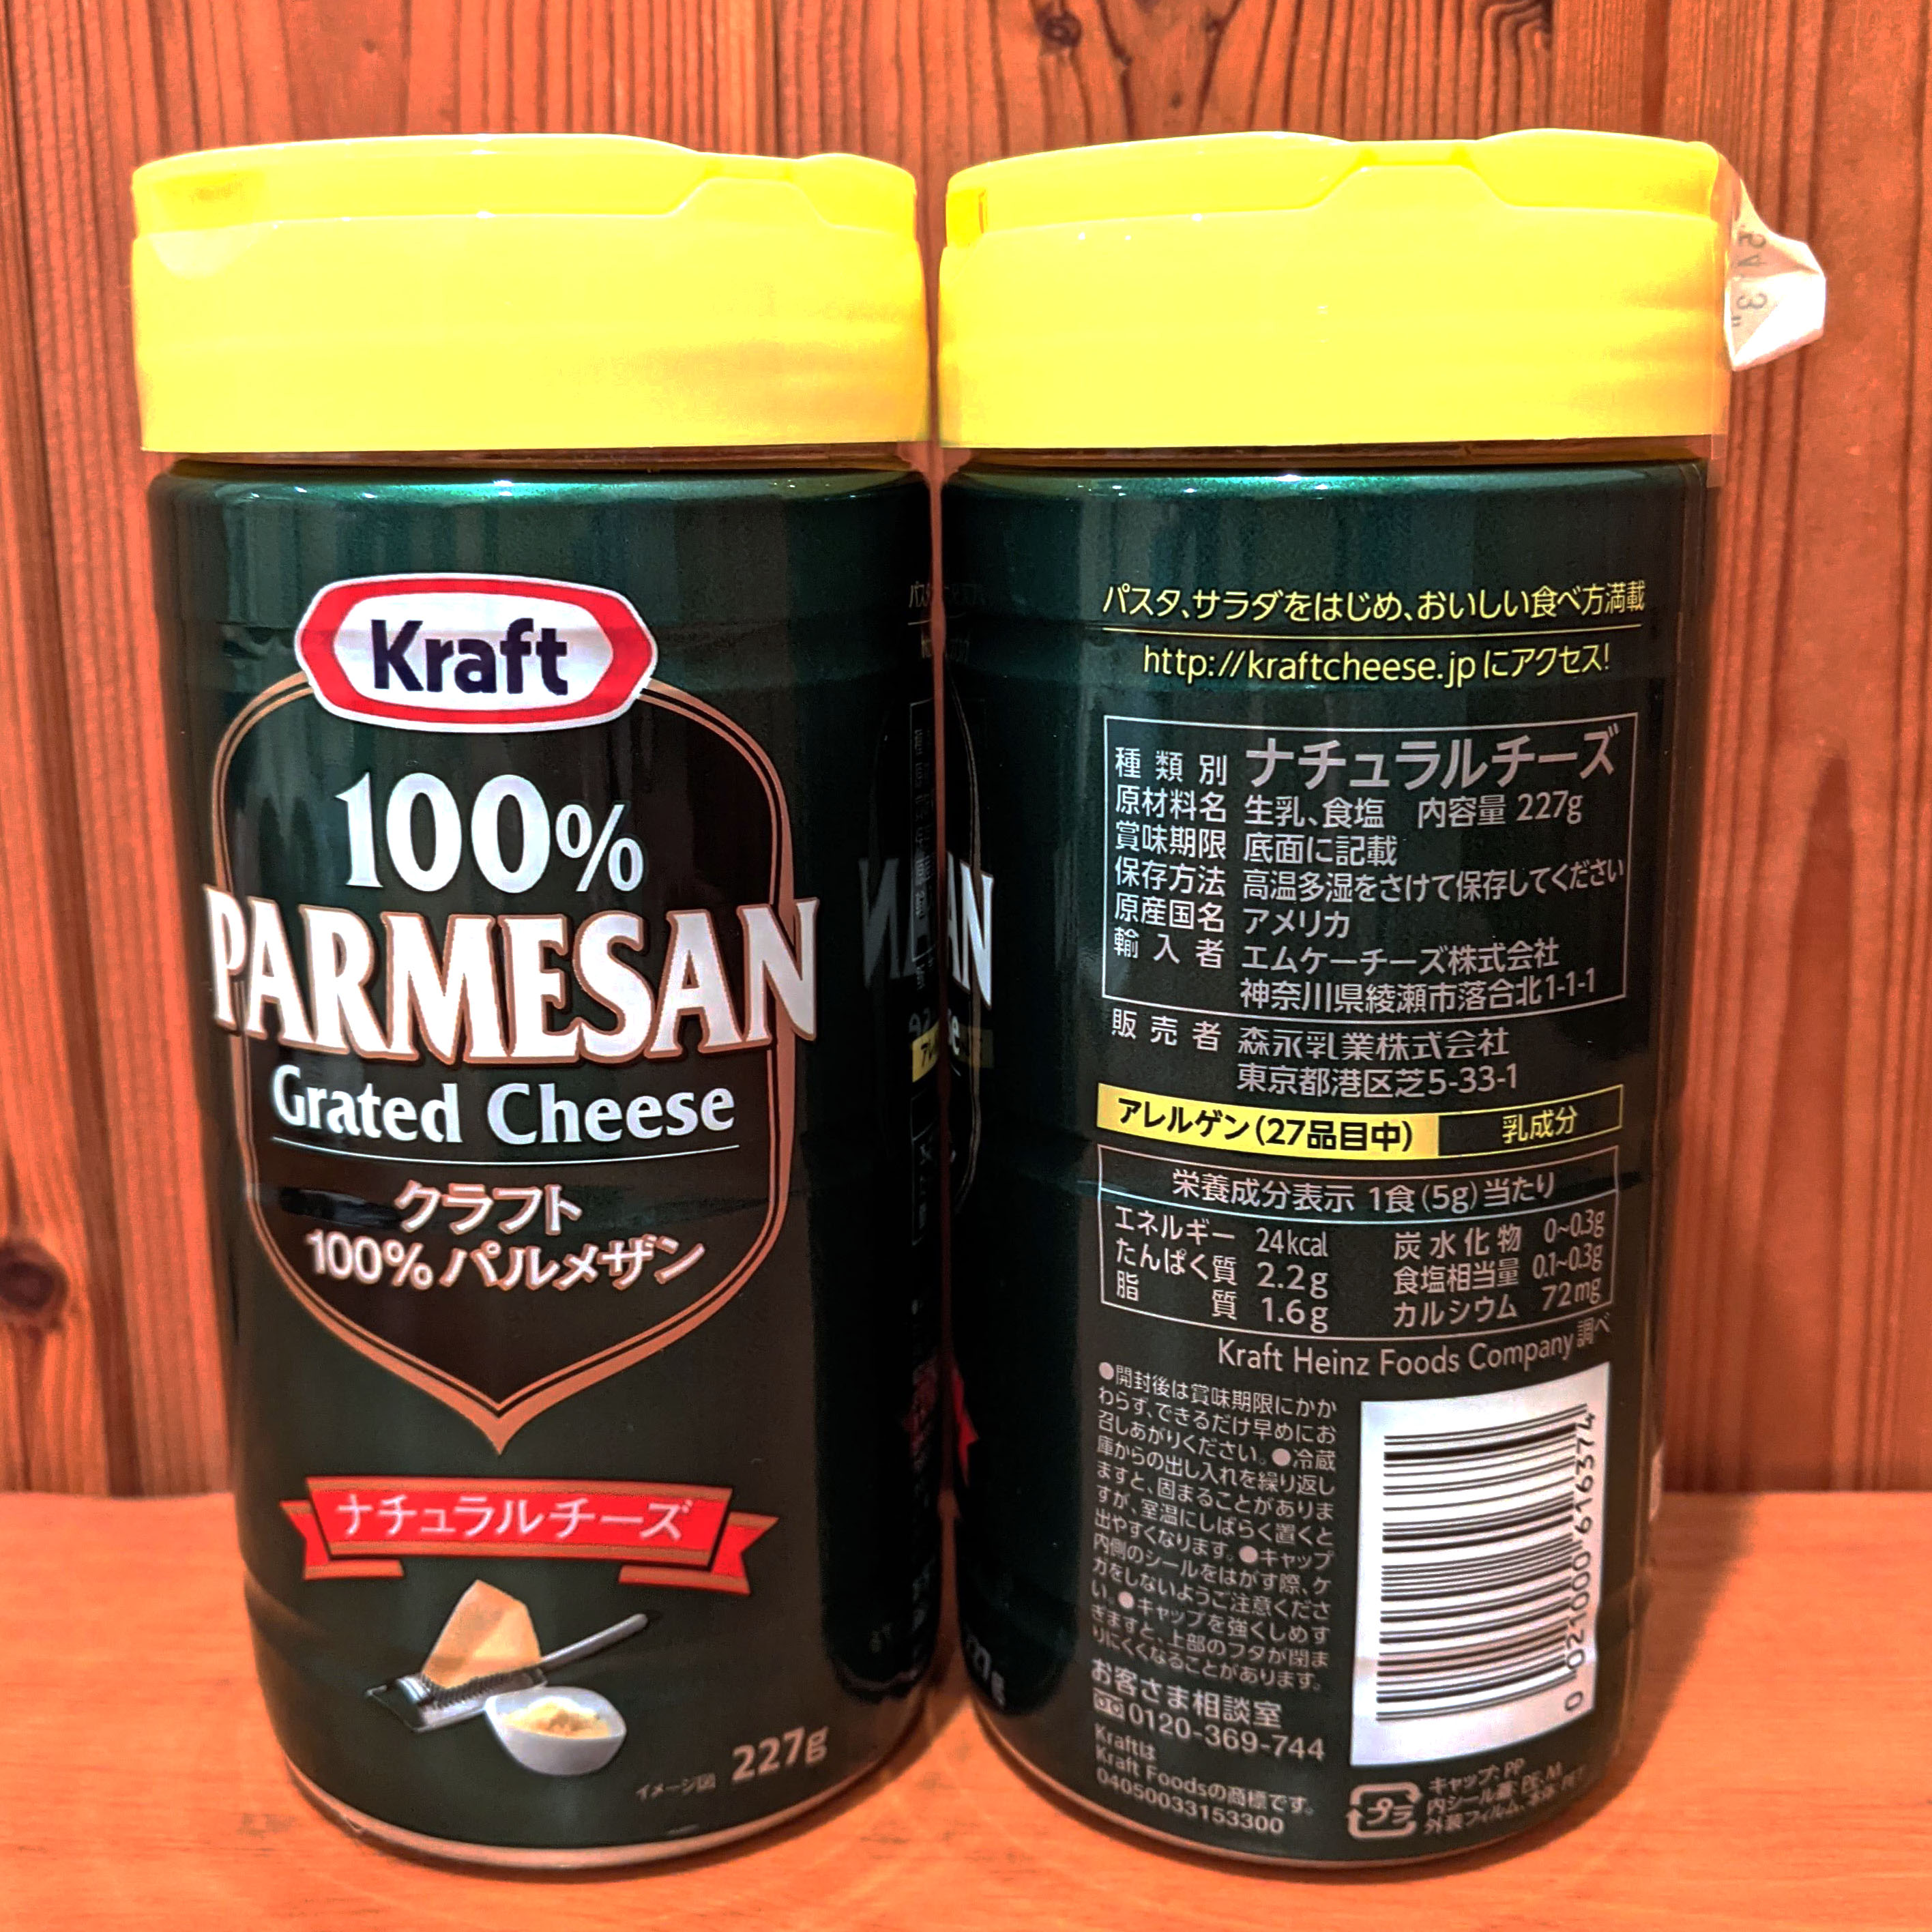 Kraft
100%
PARMESAN
Grated Cheese
クラフト
100%パルメザン
ナチュラルチーズ
イメージ図 227g
パスタ、サラダをはじめ、おいしい食べ方満載
http://kraftcheese.jp にアクセス!
種類別 ナチュラルチーズ
原材料名 生乳、食塩 内容量 227g
賞味期限 底面に記載
保存方法 高温多湿をさけて保存してください
原産国名 アメリカ
輸入者 エムケーチーズ株式会社
神奈川県綾瀬市落合北1-1-1
販売者 森永乳業株式会社
東京都港区芝5-33-1
アレルゲン(27品目中) 乳成分
栄養成分表示 1食(5g)当たり
エネルギー 24kcal 炭水化物 0~0.3g
たんぱく質 2.2g 食塩相当量 0.1~0.3g
脂質 1.6g カルシウム 72mg
Kraft Heinz Foods Company調べ
●開封後は賞味期限にかか
わらず、できるだけ早めにお
召しあがりください。●冷蔵
庫からの出し入れを繰り返し
ますと、固まることがありま
すが、室温にしばらく置くと
出やすくなります。●キャップ
内側のシールをはがす際、ケ
ガをしないようご注意くださ
い。●キャップを強くしめす
ぎますと、上部のフタが閉ま
りにくくなることがあります。
お客さま相談室
0120-369-744
Kraftは
Kraft Foodsの商標です。
04050033153300
0 21000 61637 4
プラ
キャップ:PP
内シール蓋:PE・M
外装フィルム、本体:PET